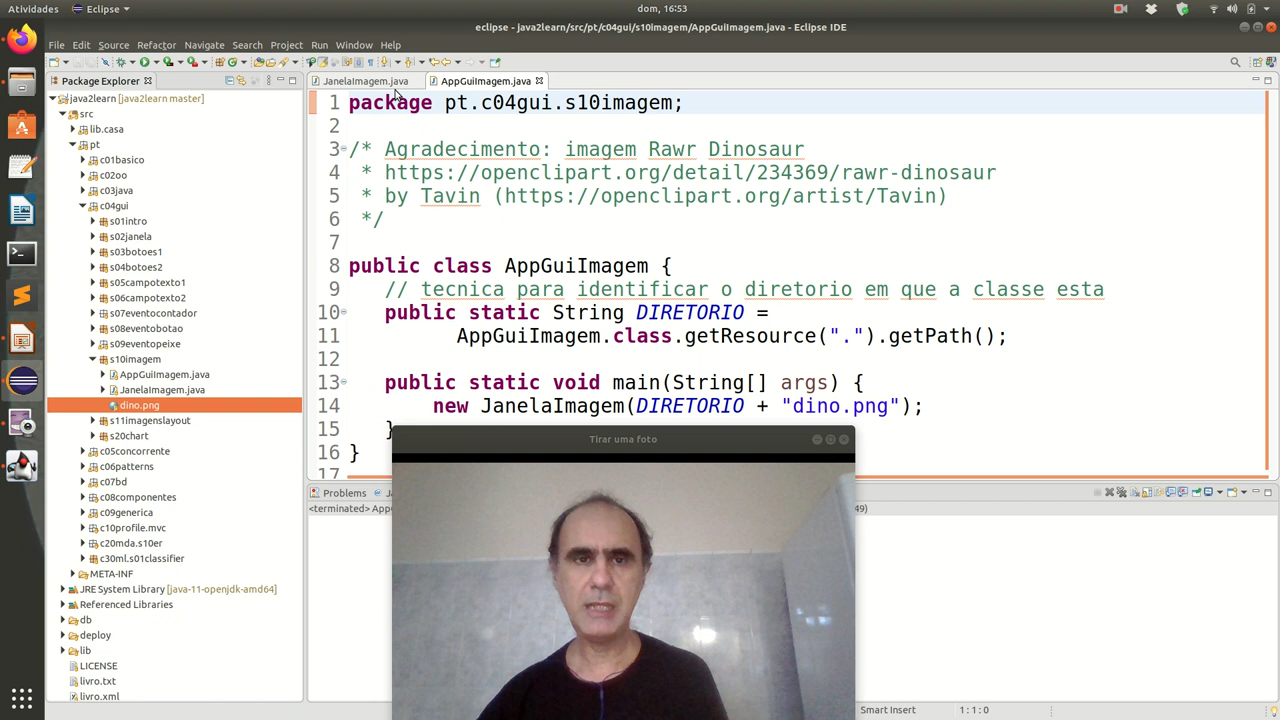 Atividades
Eclipse
dom, 16:53
eclipse - java2learn/src/pt/c04gui/s10imagem/AppGuiImagem.java - Eclipse IDE
File Edit Source Refactor Navigate Search Project Run Window Help
Package Explorer
JanelaImagem.java
AppGuiImagem.java
java2learn [java2learn master]
src
lib.casa
pt
c01basico
c02oo
c03java
c04gui
s01intro
s02janela
s03botoes1
s04botoes2
s05campotexto1
s06campotexto2
s07eventocontador
s08eventobotao
s09eventopeixe
s10imagem
AppGuiImagem.java
JanelaImagem.java
dino.png
s11imagenslayout
s20chart
c05concorrente
c06patterns
c07bd
c08componentes
c09generica
c10profile.mvc
c20mda.s10er
c30ml.s01classifier
META-INF
JRE System Library [java-11-openjdk-amd64]
Referenced Libraries
db
deploy
lib
LICENSE
livro.txt
livro.xml
1 package pt.c04gui.s10imagem;
2
3 /* Agradecimento: imagem Rawr Dinosaur
4 * https://openclipart.org/detail/234369/rawr-dinosaur
5 * by Tavin (https://openclipart.org/artist/Tavin)
6 */
7
8 public class AppGuiImagem {
9 // tecnica para identificar o diretorio em que a classe esta
10 public static String DIRETORIO =
11 AppGuiImagem.class.getResource(".").getPath();
12
13 public static void main(String[] args) {
14 new JanelaImagem(DIRETORIO + "dino.png");
15 }
16 }
17
Tirar uma foto
Problems
<terminated> App
49)
Smart Insert
1 : 1 : 0